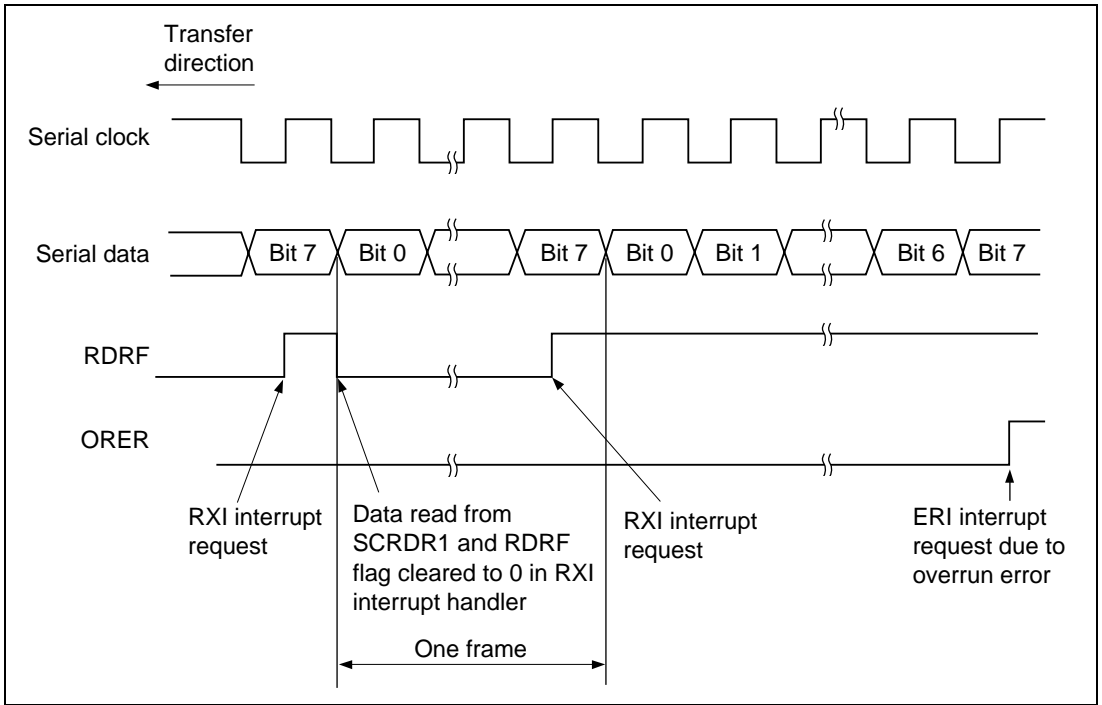 Transfer
direction
Serial clock
Serial data
Bit 7 Bit 0 Bit 7 Bit 0 Bit 1 Bit 6 Bit 7
RDRF
ORER
RXI interrupt
request
Data read from
SCRDR1 and RDRF
flag cleared to 0 in RXI
interrupt handler
RXI interrupt
request
ERI interrupt
request due to
overrun error
One frame